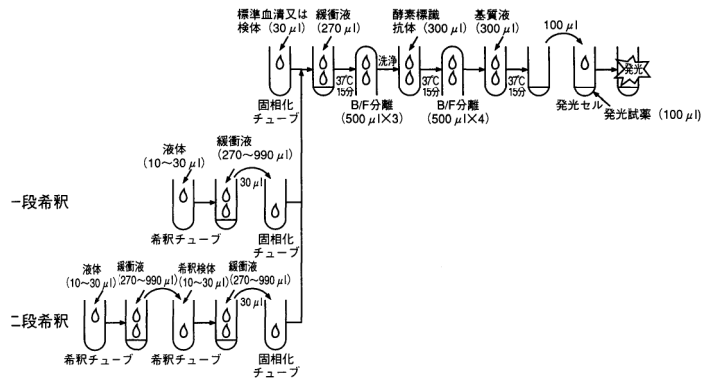 標準血清又は
検体（30 μl）
緩衝液
（270 μl）
酵素標識
抗体（300 μl）
基質液
（300 μl）
100 μl
洗浄
37℃
15分
37℃
15分
37℃
15分
発光
固相化
チューブ
B/F分離
（500 μl×3）
B/F分離
（500 μl×4）
発光セル
発光試薬（100 μl）
一段希釈
液体
（10～30 μl）
緩衝液
（270～990 μl）
30 μl
希釈チューブ
固相化
チューブ
二段希釈
液体
（10～30 μl）
緩衝液
（270～990 μl）
希釈検体
（10～30 μl）
緩衝液
（270～990 μl）
30 μl
希釈チューブ
希釈チューブ
固相化
チューブ